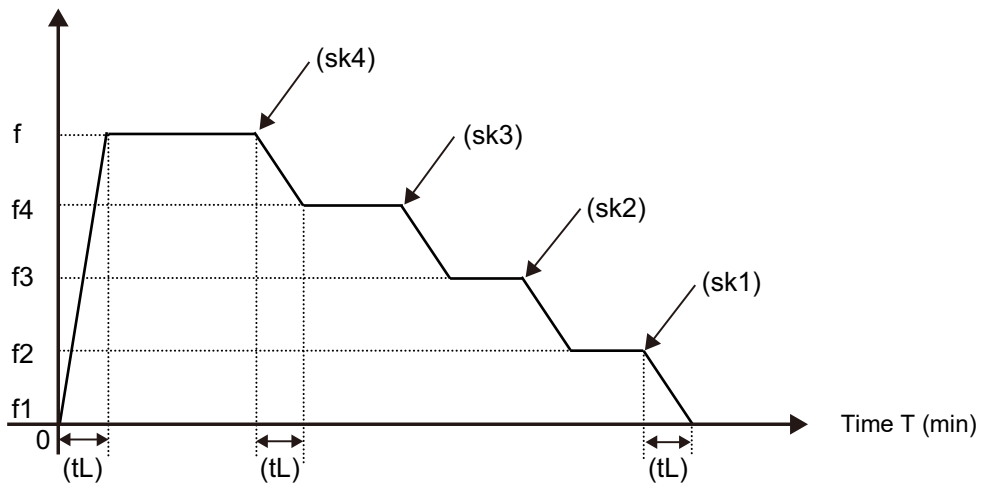 (sk4)
f
(sk3)
f4
(sk2)
f3
(sk1)
f2
f1
Time T (min)
0
(tL)
(tL)
(tL)